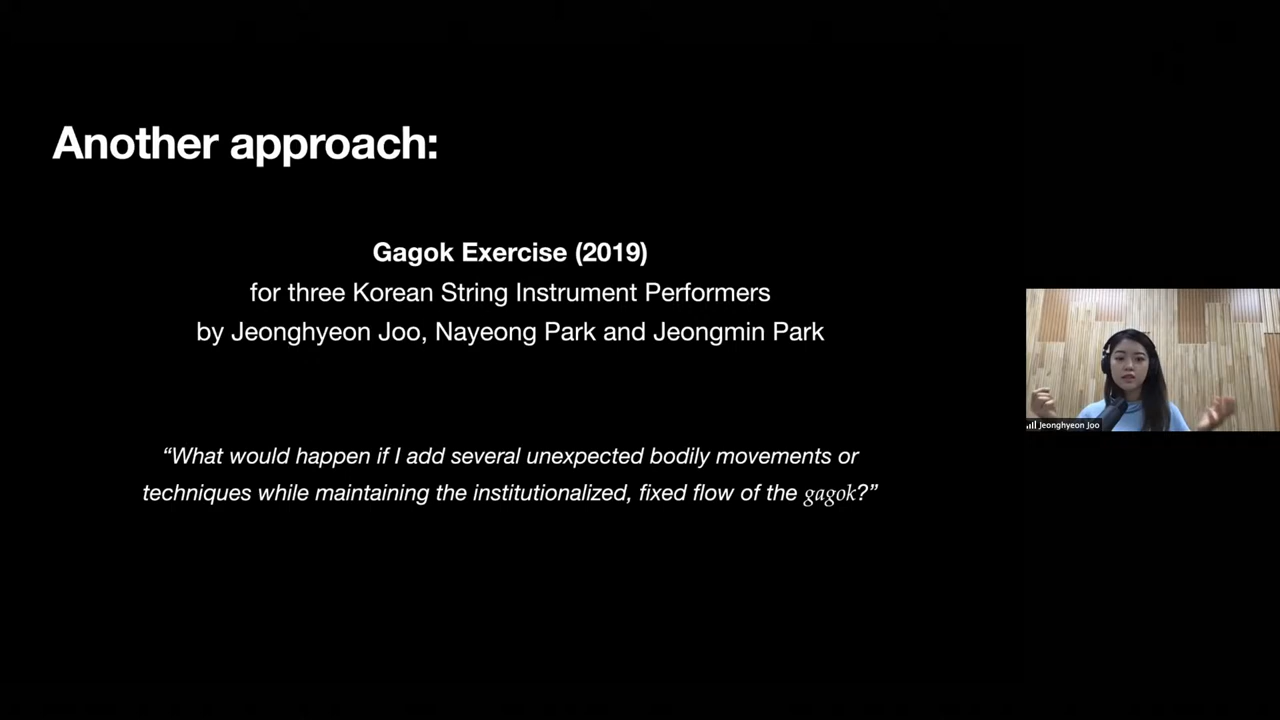 Another approach:
Gagok Exercise (2019)
for three Korean String Instrument Performers
by Jeonghyeon Joo, Nayeong Park and Jeongmin Park
“What would happen if I add several unexpected bodily movements or
techniques while maintaining the institutionalized, fixed flow of the gagok?”
Jeonghyeon Joo